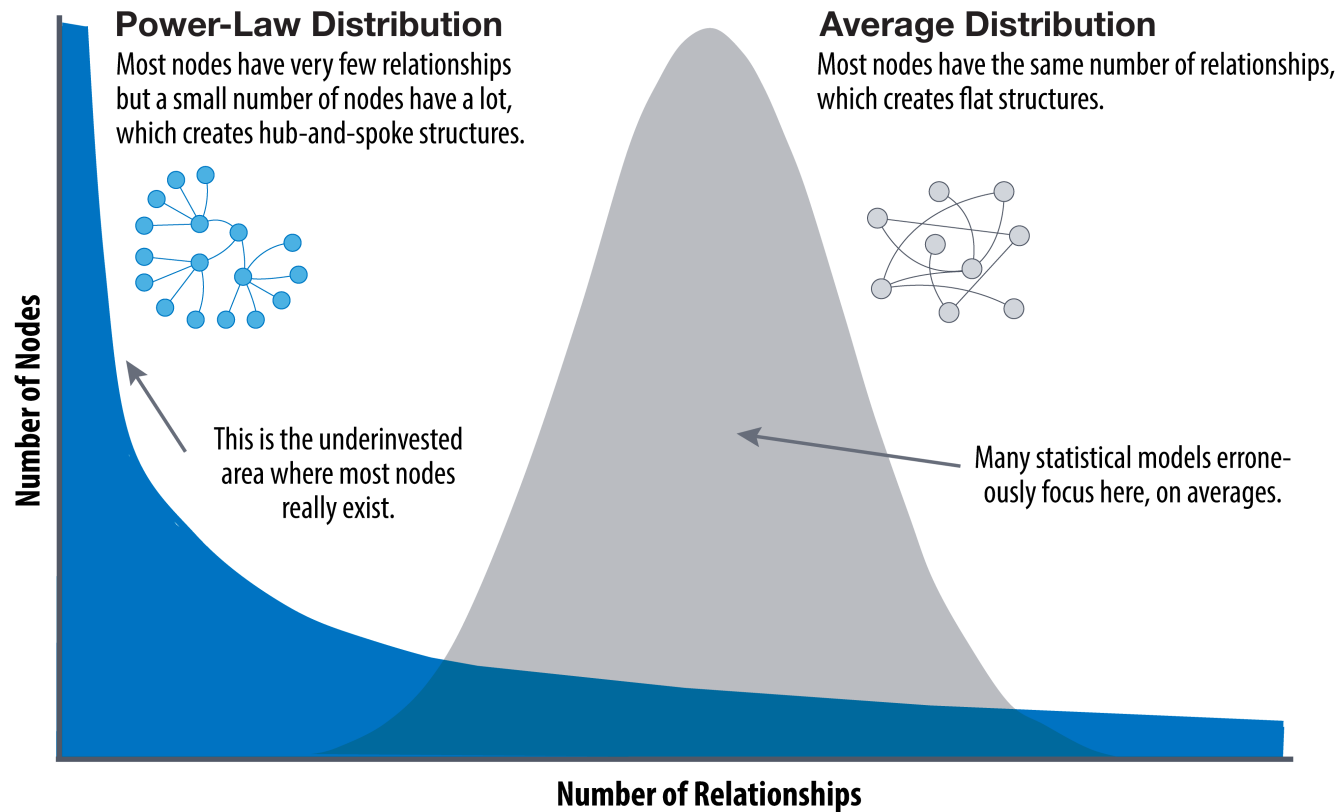 Power-Law Distribution
Most nodes have very few relationships
but a small number of nodes have a lot,
which creates hub-and-spoke structures.
Average Distribution
Most nodes have the same number of relationships,
which creates flat structures.
Number of Nodes
This is the underinvested
area where most nodes
really exist.
Many statistical models errone-
ously focus here, on averages.
Number of Relationships